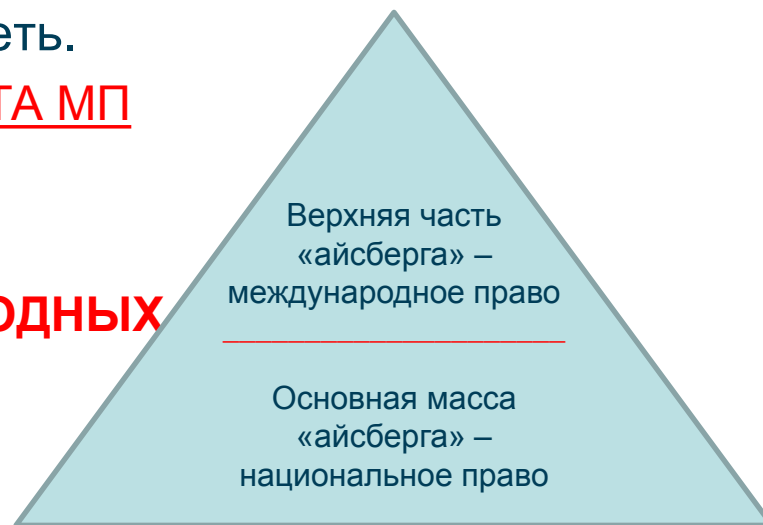 еть.
ТА МП
Верхняя часть
«айсберга» –
международное право
ОДНЫХ
Основная масса
«айсберга» –
национальное право